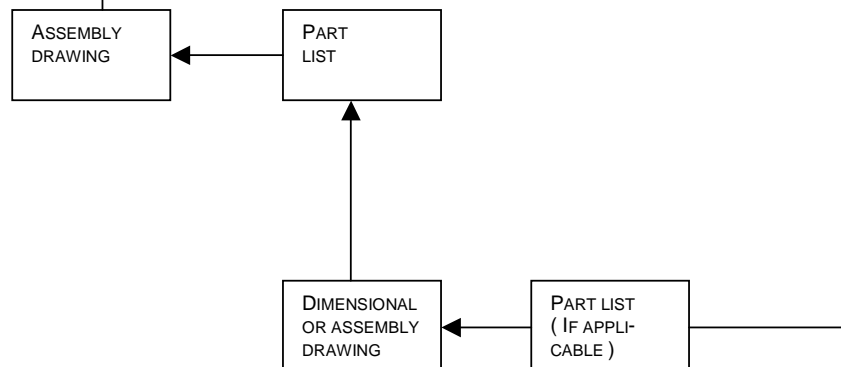 ASSEMBLY
DRAWING
PART
LIST
DIMENSIONAL
OR ASSEMBLY
DRAWING
PART LIST
( IF APPLI-
CABLE )